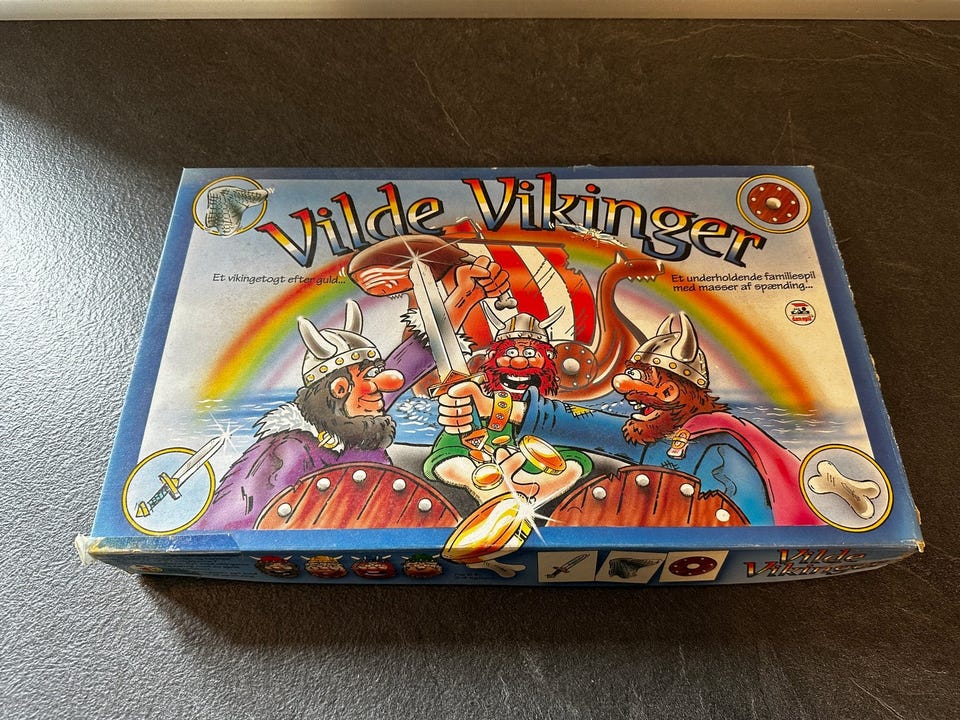 Vilde Vikinger
Et vikingetogt efter guld...
Et underholdende familiespil
med masser af spænding...
Vilde
Vikinger